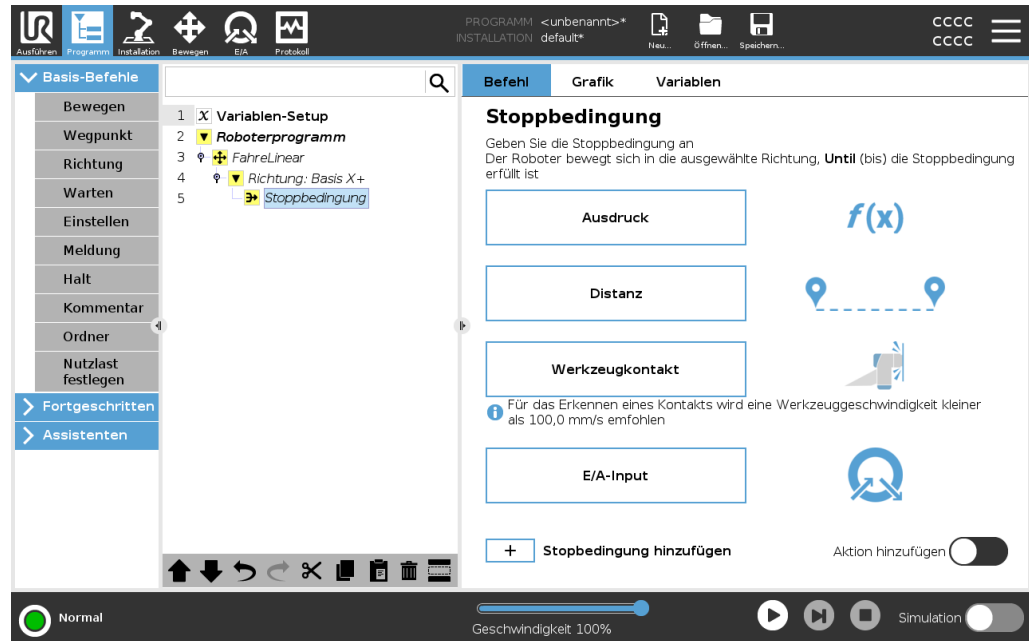 UR
PROGRAMM <unbenannt>*
INSTALLATION default*
Ausführen Programm Installation Bewegen E/A Protokoll
Neu... Öffnen... Speichern...
cccc
cccc
Basis-Befehle
Bewegen
Wegpunkt
Richtung
Warten
Einstellen
Meldung
Halt
Kommentar
Ordner
Nutzlast
festlegen
Fortgeschritten
Assistenten
1 X Variablen-Setup
2 Roboterprogramm
3 FahreLinear
4 Richtung: Basis X+
5 Stoppbedingung
Befehl Grafik Variablen
Stoppbedingung
Geben Sie die Stoppbedingung an
Der Roboter bewegt sich in die ausgewählte Richtung, Until (bis) die Stoppbedingung
erfüllt ist
Ausdruck f(x)
Distanz
Werkzeugkontakt
Für das Erkennen eines Kontakts wird eine Werkzeuggeschwindigkeit kleiner
als 100,0 mm/s emfohlen
E/A-Input
+ Stopbedingung hinzufügen Aktion hinzufügen
Normal
Geschwindigkeit 100%
Simulation